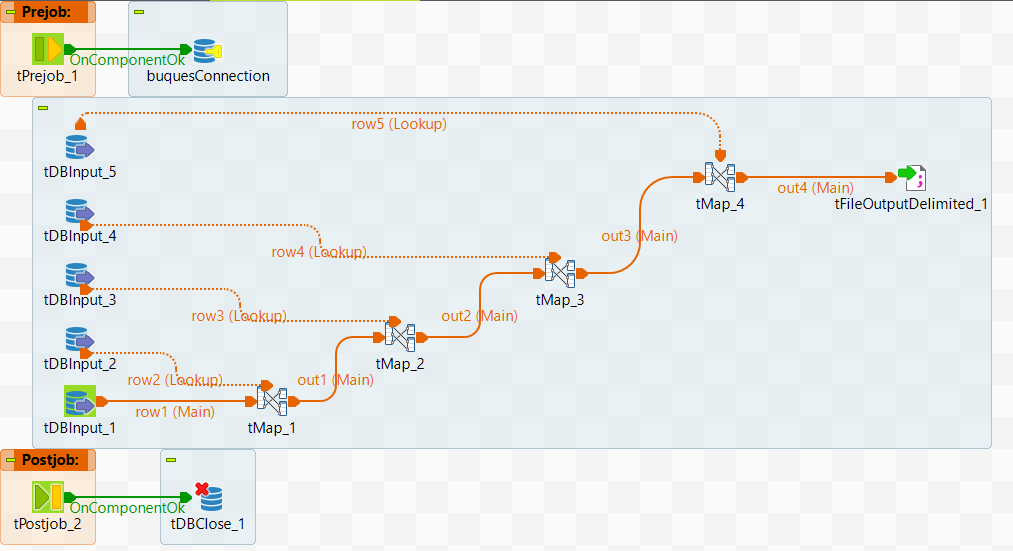 Prejob:
OnComponentOk
tPrejob_1
buquesConnection
row5 (Lookup)
tDBInput_5
tMap_4
out4 (Main)
tFileOutputDelimited_1
tDBInput_4
row4 (Lookup)
out3 (Main)
tDBInput_3
tMap_3
row3 (Lookup)
out2 (Main)
tDBInput_2
tMap_2
row2 (Lookup)
out1 (Main)
row1 (Main)
tDBInput_1
tMap_1
Postjob:
OnComponentOk
tPostjob_2
tDBClose_1